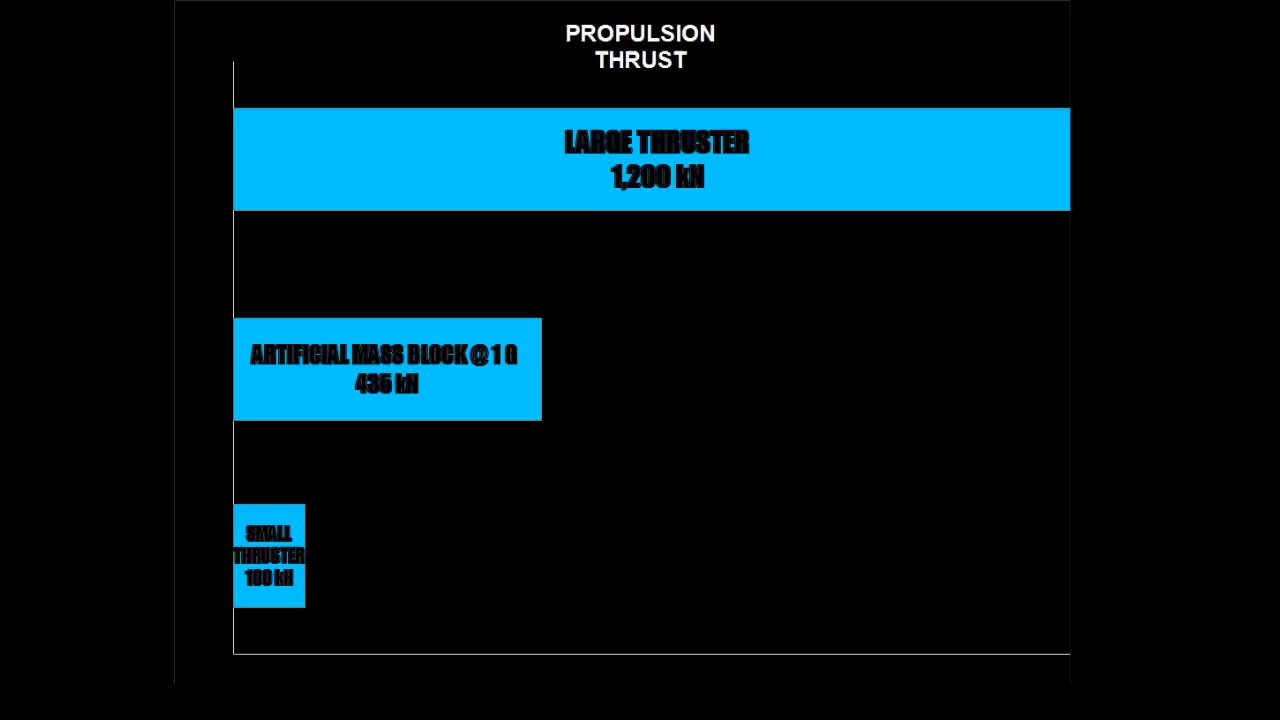 PROPULSION
THRUST
LARGE THRUSTER
1,200 kN
ARTIFICIAL MASS BLOCK @ 1 G
435 kN
SMALL
THRUSTER
100 kN